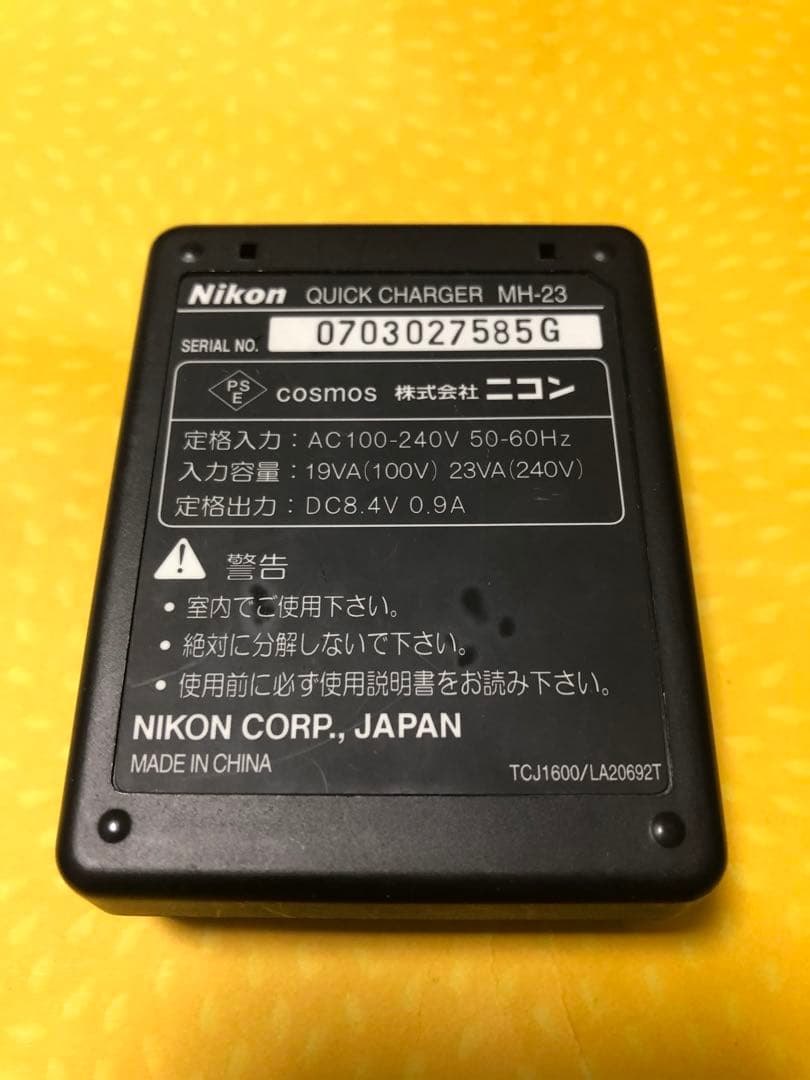 Nikon QUICK CHARGER MH-23
SERIAL NO. 0703027585G
PSE cosmos 株式会社 ニコン
定格入力：AC100-240V 50-60Hz
入力容量：19VA(100V) 23VA(240V)
定格出力：DC8.4V 0.9A
警告
• 室内でご使用下さい。
• 絶対に分解しないで下さい。
• 使用前に必ず使用説明書をお読み下さい。
NIKON CORP., JAPAN
MADE IN CHINA TCJ1600/LA20692T